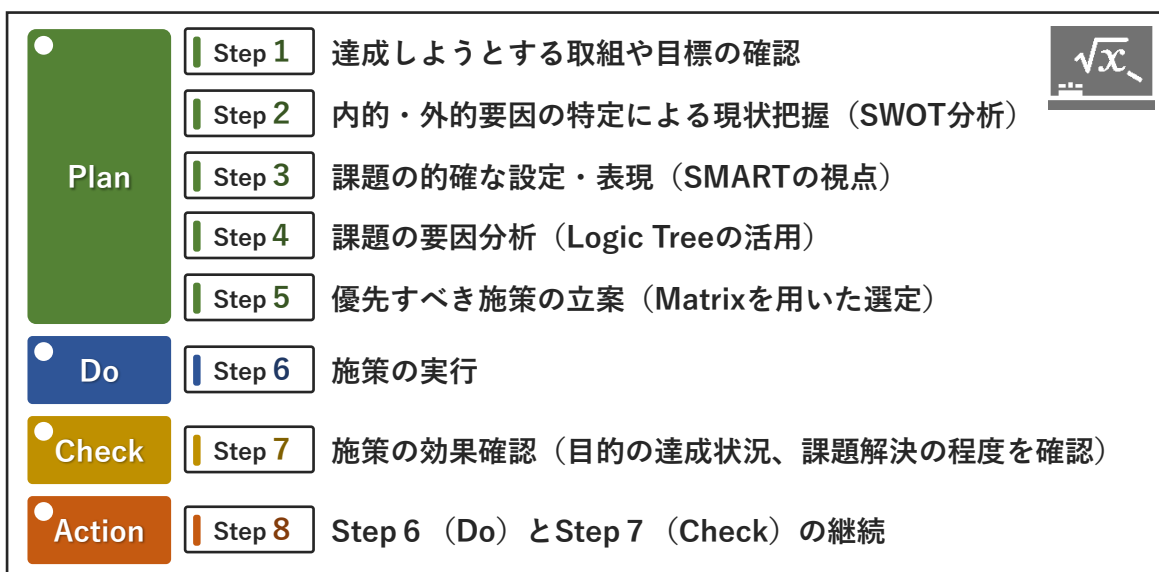 Plan
Step 1 達成しようとする取組や目標の確認
Step 2 内的・外的要因の特定による現状把握（SWOT分析）
Step 3 課題の的確な設定・表現（SMARTの視点）
Step 4 課題の要因分析（Logic Treeの活用）
Step 5 優先すべき施策の立案（Matrixを用いた選定）
Do
Step 6 施策の実行
Check
Step 7 施策の効果確認（目的の達成状況、課題解決の程度を確認）
Action
Step 8 Step６（Do）とStep７（Check）の継続
√x